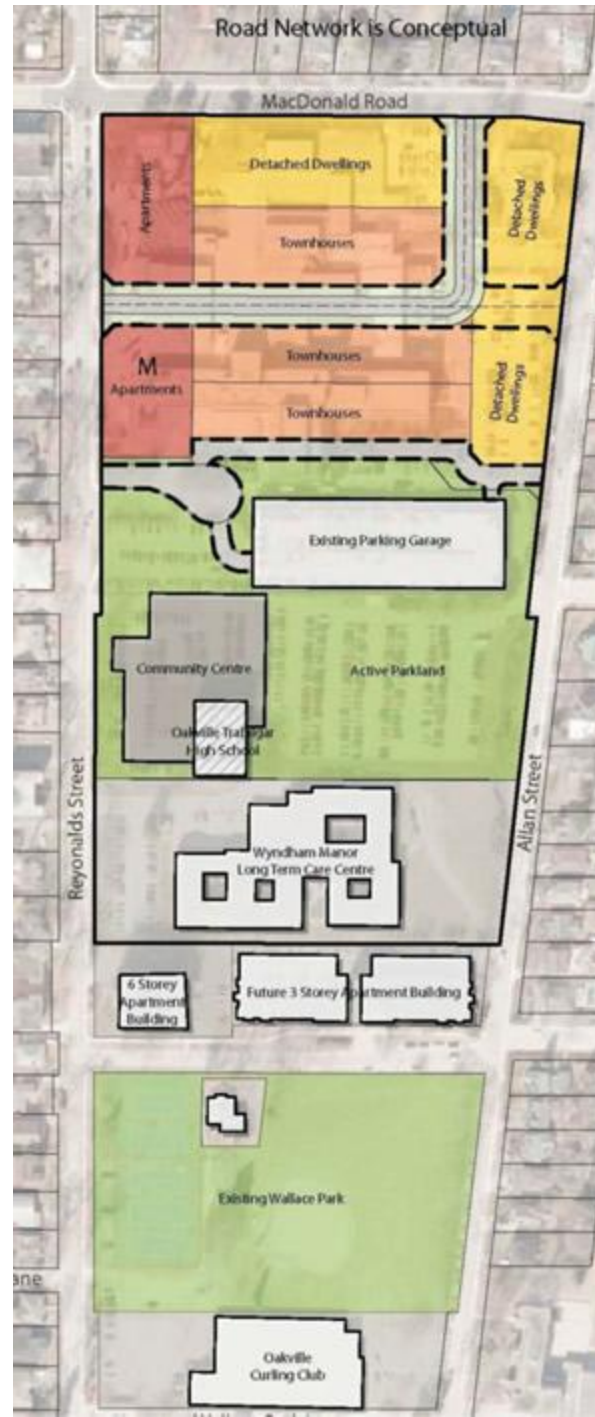 Road Network is Conceptual
MacDonald Road
Apartments
Detached Dwellings
Detached
Dwellings
Townhouses
M
Apartments
Townhouses
Townhouses
Detached
Dwellings
Existing Parking Garage
Community Centre
Active Parkland
Oakville Trafalgar
High School
Reyonalds Street
Allan Street
Wyndham Manor
Long Term Care Centre
6 Storey
Apartment
Building
Future 3 Storey Apartment Building
Existing Wallace Park
ane
Oakville
Curling Club